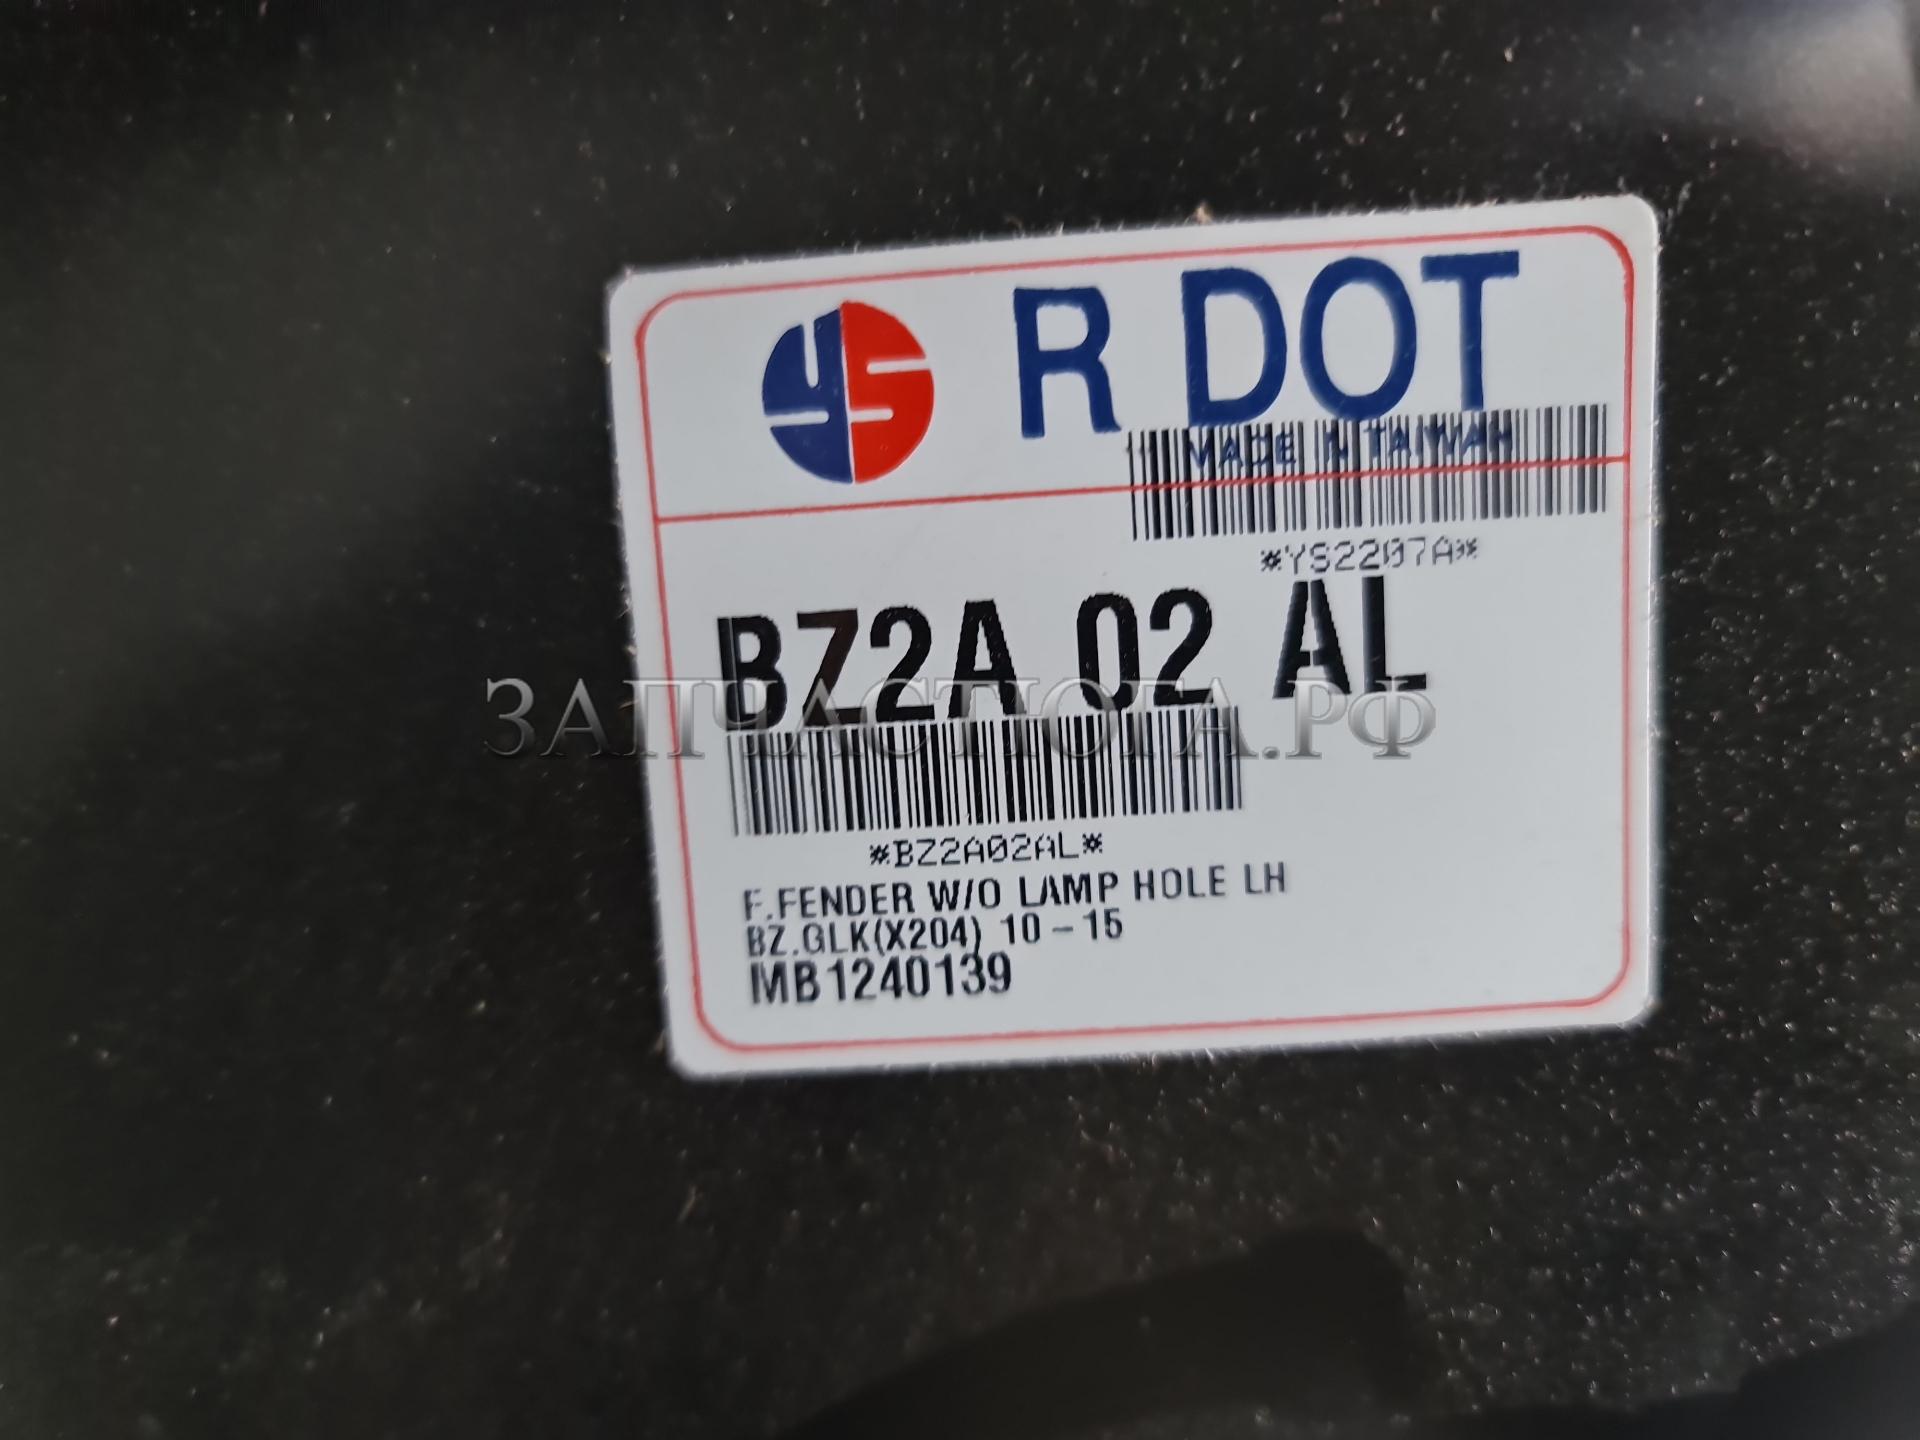 YS R DOT
MADE IN TAIWAN
*YS2207A*
BZ2A 02 AL
ЗАПЧАСТЮГА.РФ
*BZ2A02AL*
F.FENDER W/O LAMP HOLE LH
BZ.GLK(X204) 10-15
MB1240139